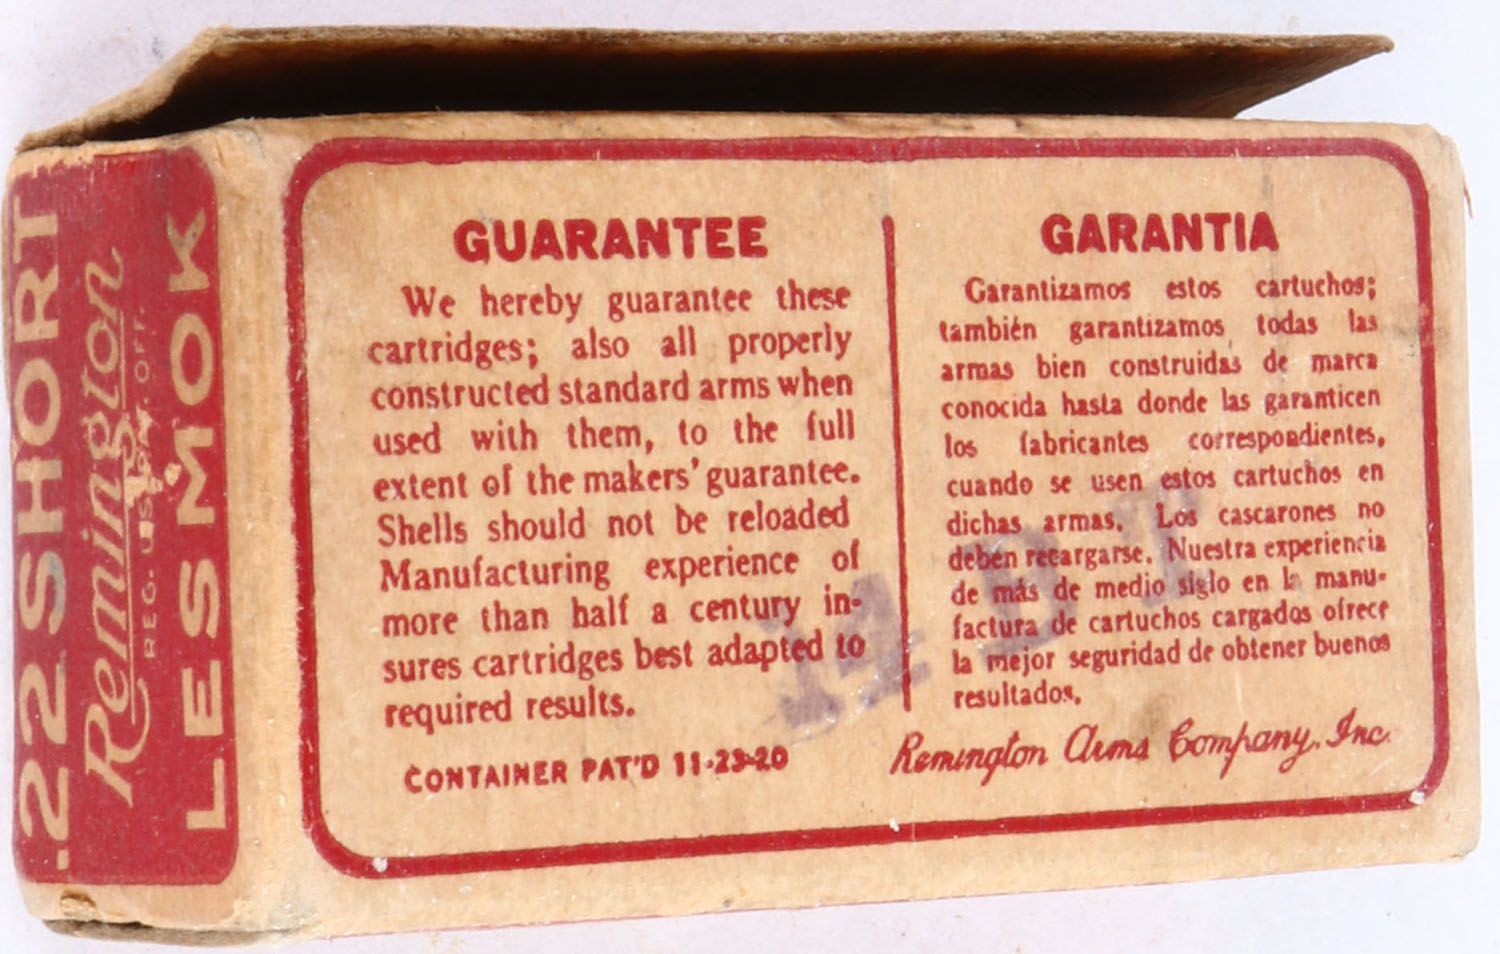 .22 SHORT
Remington
REG. U.S. PAT. OFF.
LESMOK
GUARANTEE
We hereby guarantee these
cartridges; also all properly
constructed standard arms when
used with them, to the full
extent of the makers' guarantee.
Shells should not be reloaded
Manufacturing experience of
more than half a century in-
sures cartridges best adapted to
required results.
CONTAINER PAT'D 11-23-20
GARANTIA
Garantizamos estos cartuchos;
también garantizamos todas las
armas bien construidas de marca
conocida hasta donde las garanticen
los fabricantes correspondientes,
cuando se usen estos cartuchos en
dichas armas. Los cascarones no
deben recargarse. Nuestra experiencia
de más de medio siglo en la manu-
factura de cartuchos cargados ofrece
la mejor seguridad de obtener buenos
resultados.
Remington Arms Company, Inc.